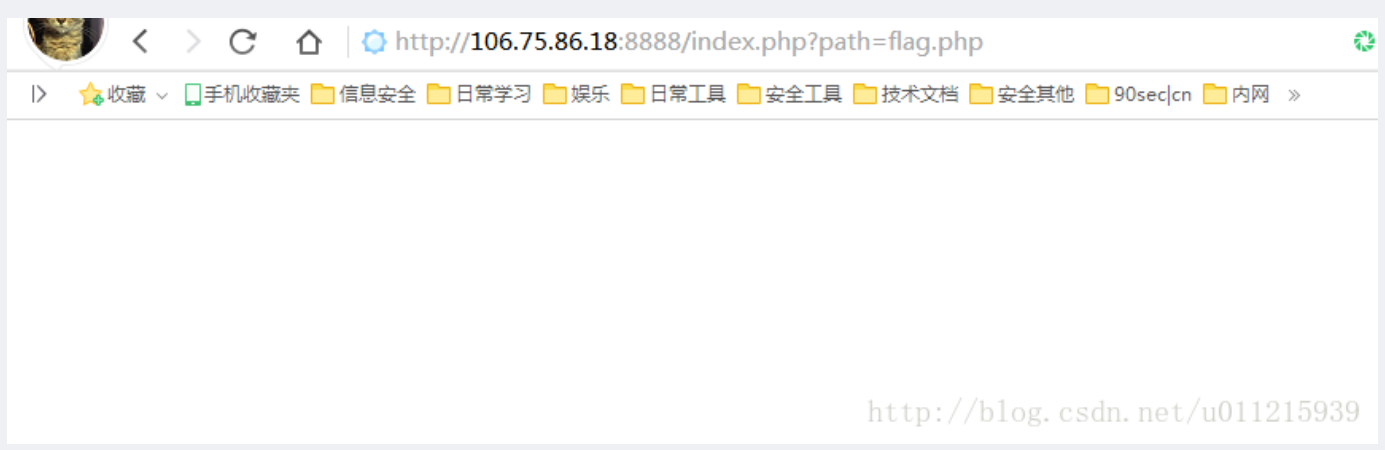 http://106.75.86.18:8888/index.php?path=flag.php
收藏 手机收藏夹 信息安全 日常学习 娱乐 日常工具 安全工具 技术文档 安全其他 90sec|cn 内网 »
http://blog.csdn.net/u011215939